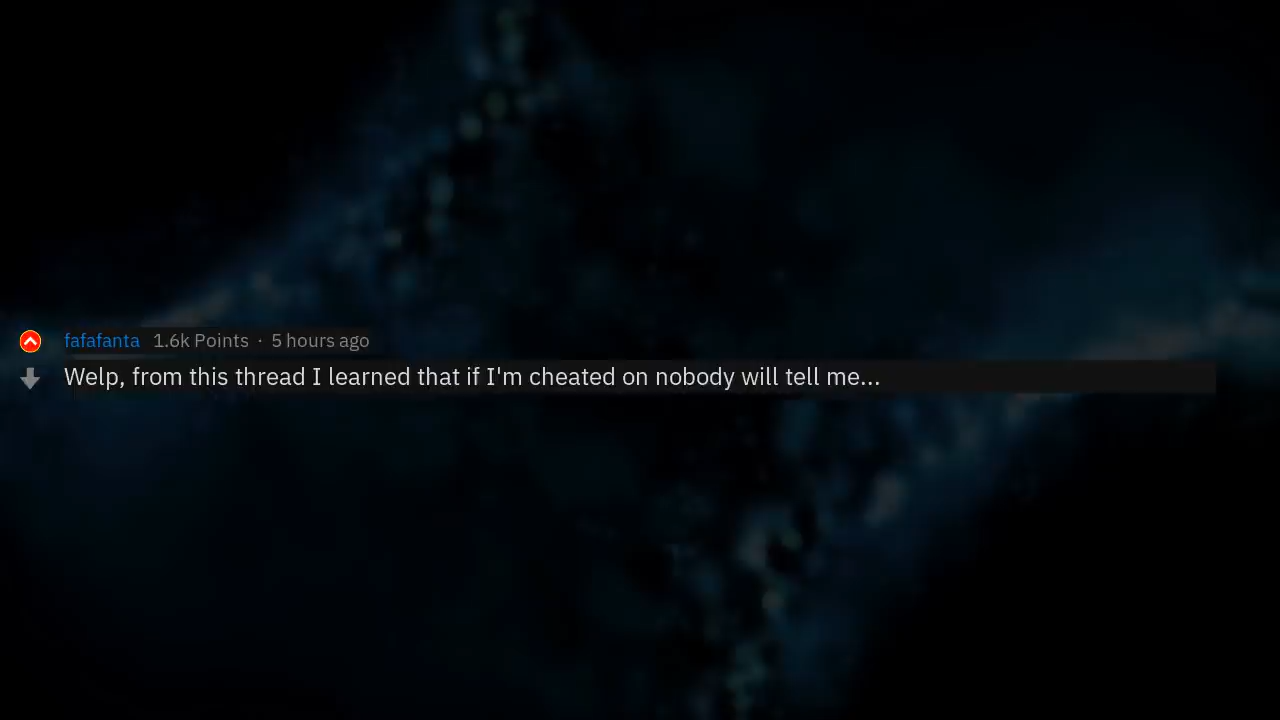 fafafanta 1.6k Points · 5 hours ago
Welp, from this thread I learned that if I'm cheated on nobody will tell me...